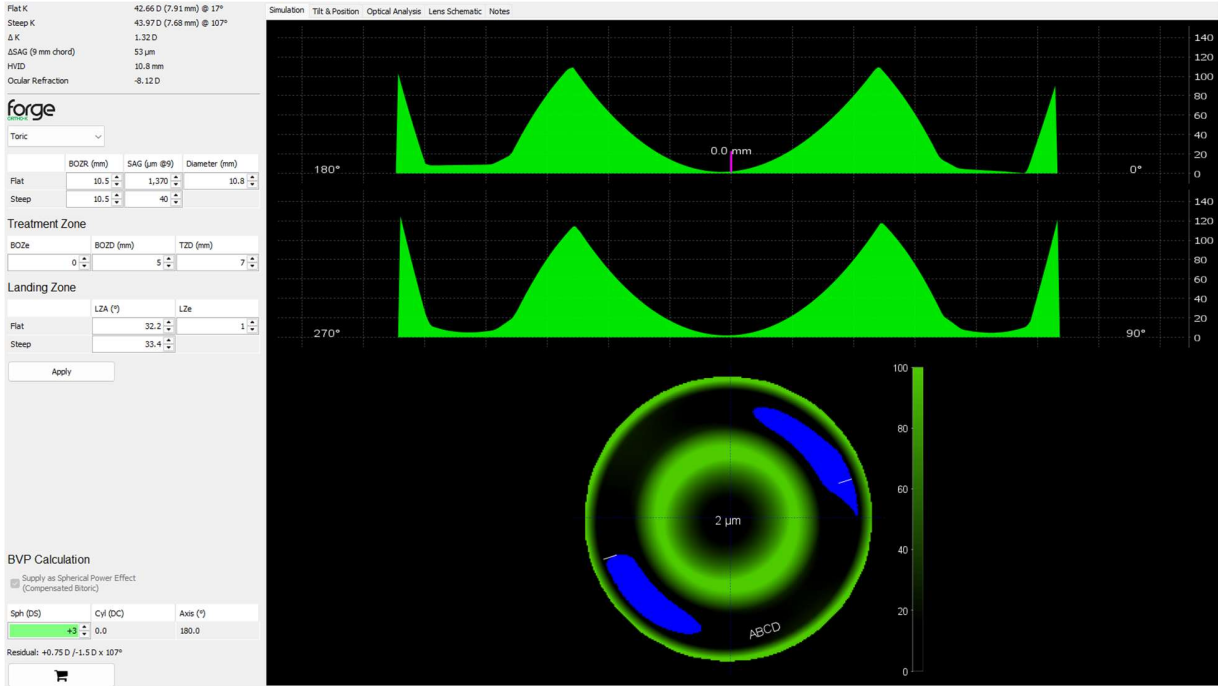 Flat K 42.66 D (7.91 mm) @ 17°
Steep K 43.97 D (7.68 mm) @ 107°
Δ K 1.32 D
ΔSAG (9 mm chord) 53 µm
HVID 10.8 mm
Ocular Refraction -8.12 D
forge
ORTHO-K
Toric
BOZR (mm) SAG (µm @9) Diameter (mm)
Flat 10.5 1,370 10.8
Steep 10.5 40
Treatment Zone
BOZe BOZD (mm) TZD (mm)
0 5 7
Landing Zone
LZA (°) LZe
Flat 32.2 1
Steep 33.4
Apply
BVP Calculation
Supply as Spherical Power Effect
(Compensated Bitoric)
Sph (DS) Cyl (DC) Axis (°)
+3 0.0 180.0
Residual: +0.75 D /-1.5 D x 107°
Simulation Tilt & Position Optical Analysis Lens Schematic Notes
140
120
100
80
60
40
20
0
180° 0.0 mm 0°
140
120
100
80
60
40
20
0
270° 90°
100
80
60
40
20
0
2 µm
ABCD